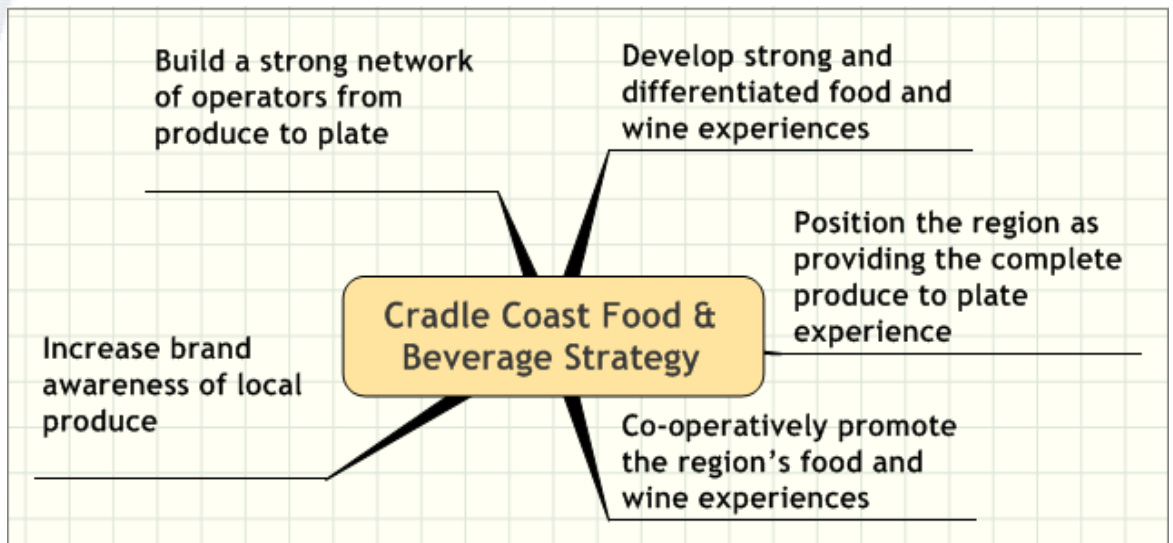 Build a strong network
of operators from
produce to plate
Develop strong and
differentiated food and
wine experiences
Position the region as
providing the complete
produce to plate
experience
Cradle Coast Food &
Beverage Strategy
Increase brand
awareness of local
produce
Co-operatively promote
the region's food and
wine experiences